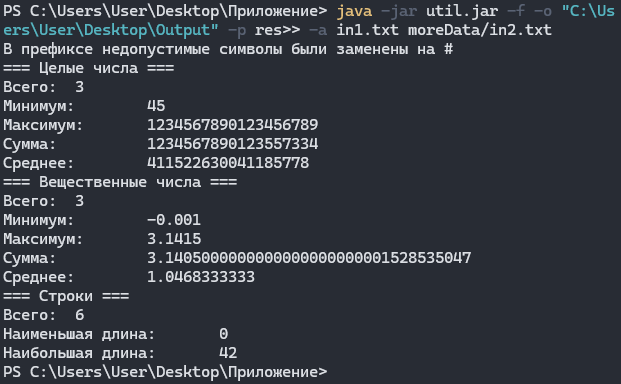 PS C:\Users\User\Desktop\Приложение> java -jar util.jar -f -o "C:\Us
ers\User\Desktop\Output" -p res>> -a in1.txt moreData/in2.txt
В префиксе недопустимые символы были заменены на #
=== Целые числа ===
Всего:  3
Минимум:        45
Максимум:       1234567890123456789
Сумма:          1234567890123557334
Среднее:        411522630041185778
=== Вещественные числа ===
Всего:  3
Минимум:        -0.001
Максимум:       3.1415
Сумма:          3.1405000000000000000000001528535047
Среднее:        1.0468333333
=== Строки ===
Всего:  6
Наименьшая длина:       0
Наибольшая длина:       42
PS C:\Users\User\Desktop\Приложение>